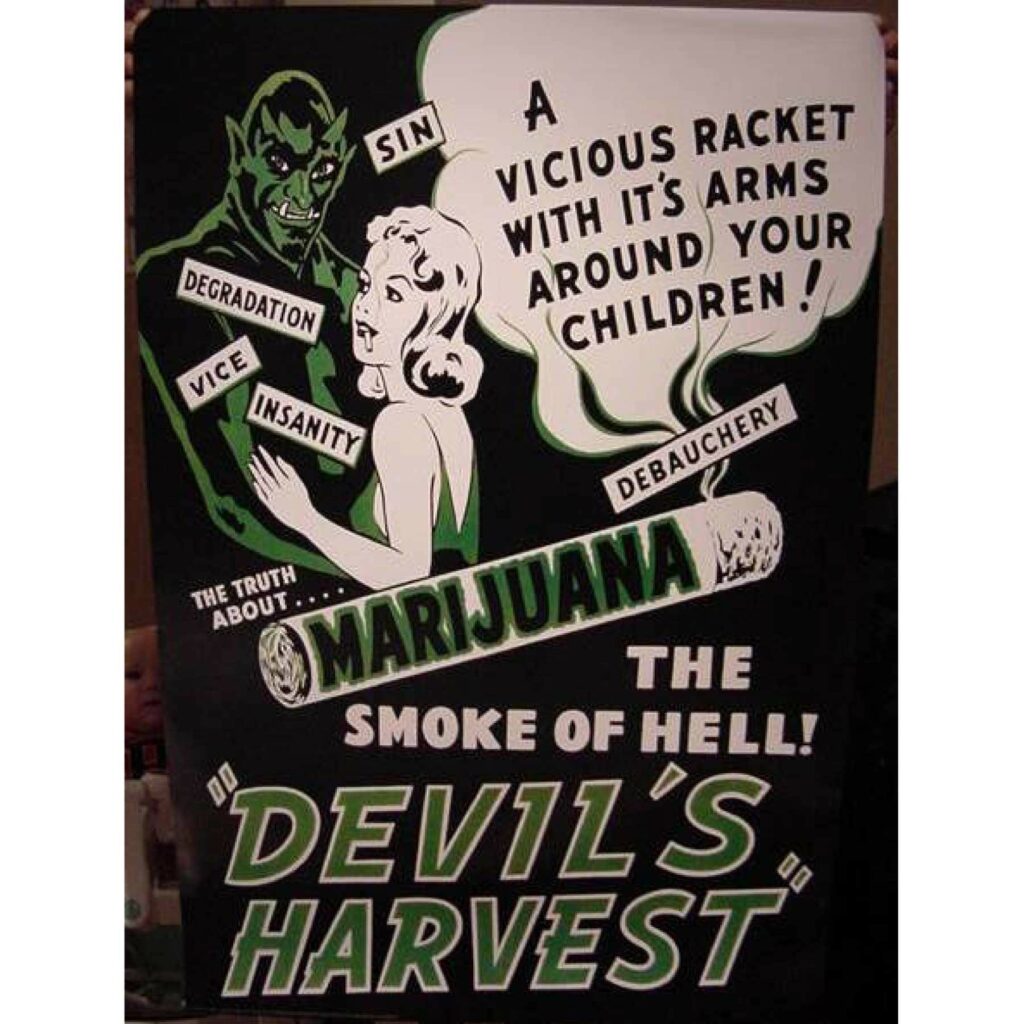 SIN
A
VICIOUS RACKET
WITH IT'S ARMS
AROUND YOUR
CHILDREN!
DEGRADATION
VICE
INSANITY
DEBAUCHERY
THE TRUTH
ABOUT....
MARIJUANA
THE
SMOKE OF HELL!
"DEVIL'S
HARVEST"